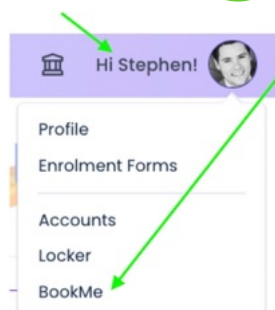 Hi Stephen!
Profile
Enrolment Forms
Accounts
Locker
BookMe